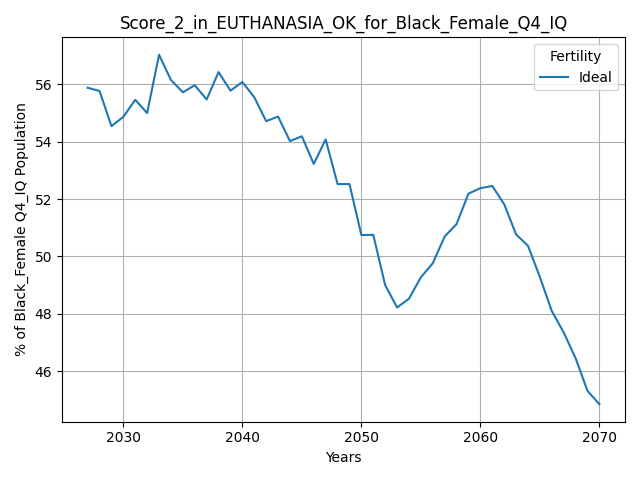 Score_2_in_EUTHANASIA_OK_for_Black_Female_Q4_IQ
Fertility
Ideal
% of Black_Female Q4_IQ Population
56
54
52
50
48
46
2030
2040
2050
2060
2070
Years